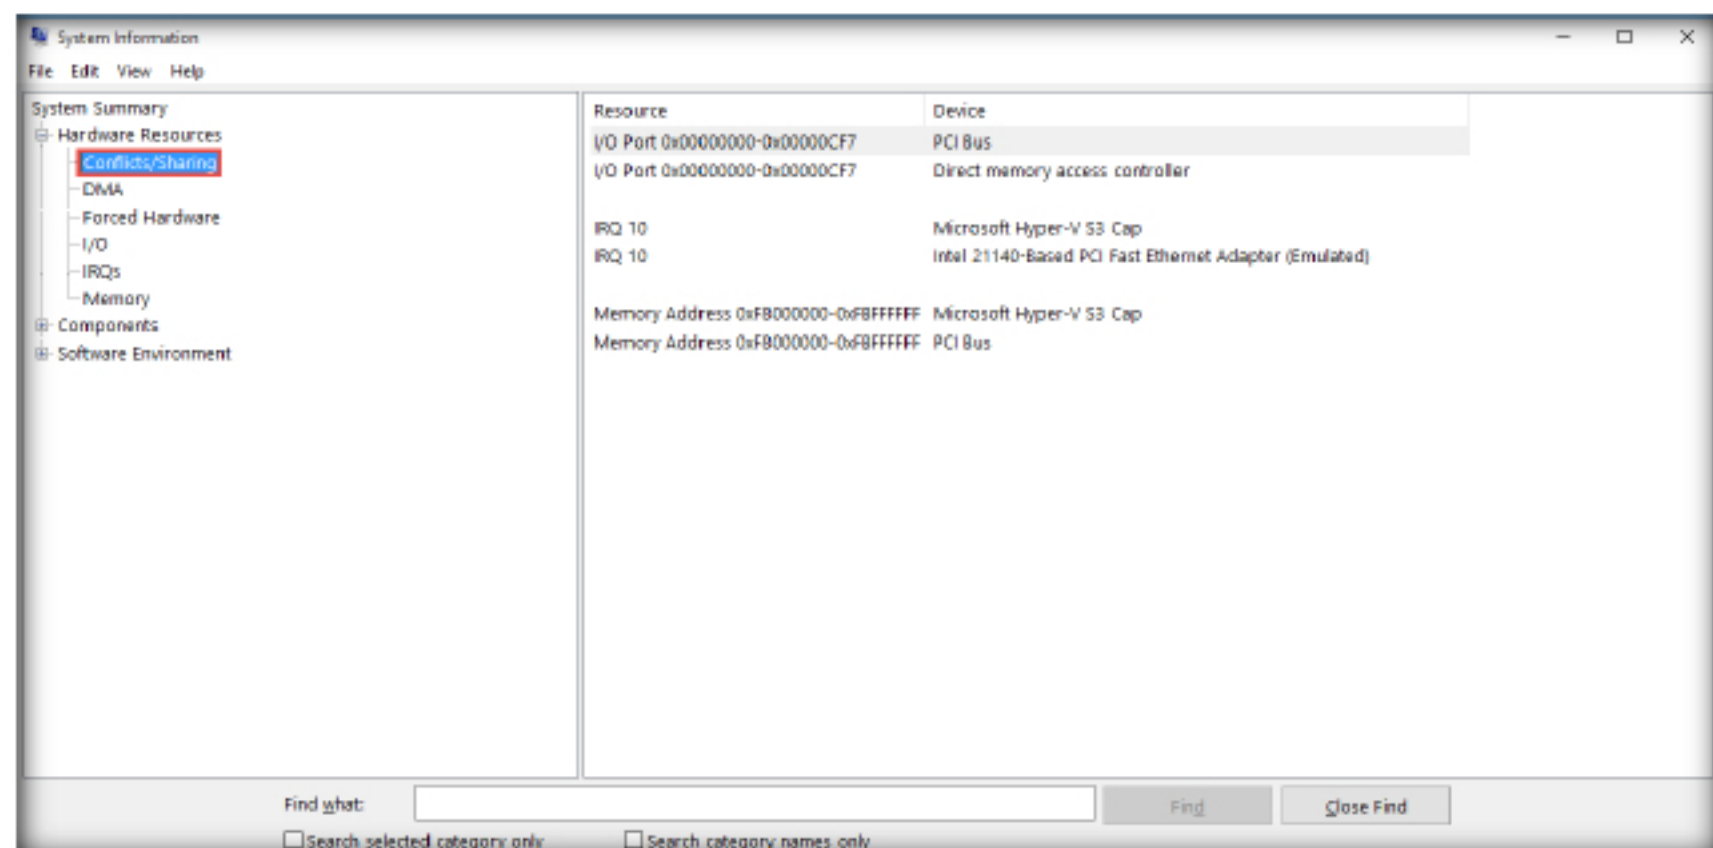 System Information
File Edit View Help
System Summary
Hardware Resources
Conflicts/Sharing
DMA
Forced Hardware
I/O
IRQs
Memory
Components
Software Environment
Resource Device
I/O Port 0x00000000-0x00000CF7 PCI Bus
I/O Port 0x00000000-0x00000CF7 Direct memory access controller
IRQ 10 Microsoft Hyper-V S3 Cap
IRQ 10 Intel 21140-Based PCI Fast Ethernet Adapter (Emulated)
Memory Address 0xF8000000-0xFBFFFFFF Microsoft Hyper-V S3 Cap
Memory Address 0xF8000000-0xFBFFFFFF PCI Bus
Find what: Find Close Find
Search selected category only Search category names only